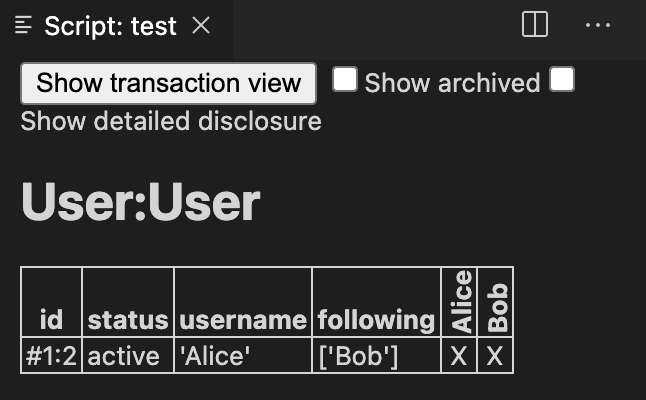 Script: test
Show transaction view Show archived
Show detailed disclosure
User:User
id status username following Alice Bob
#1:2 active 'Alice' ['Bob'] X X